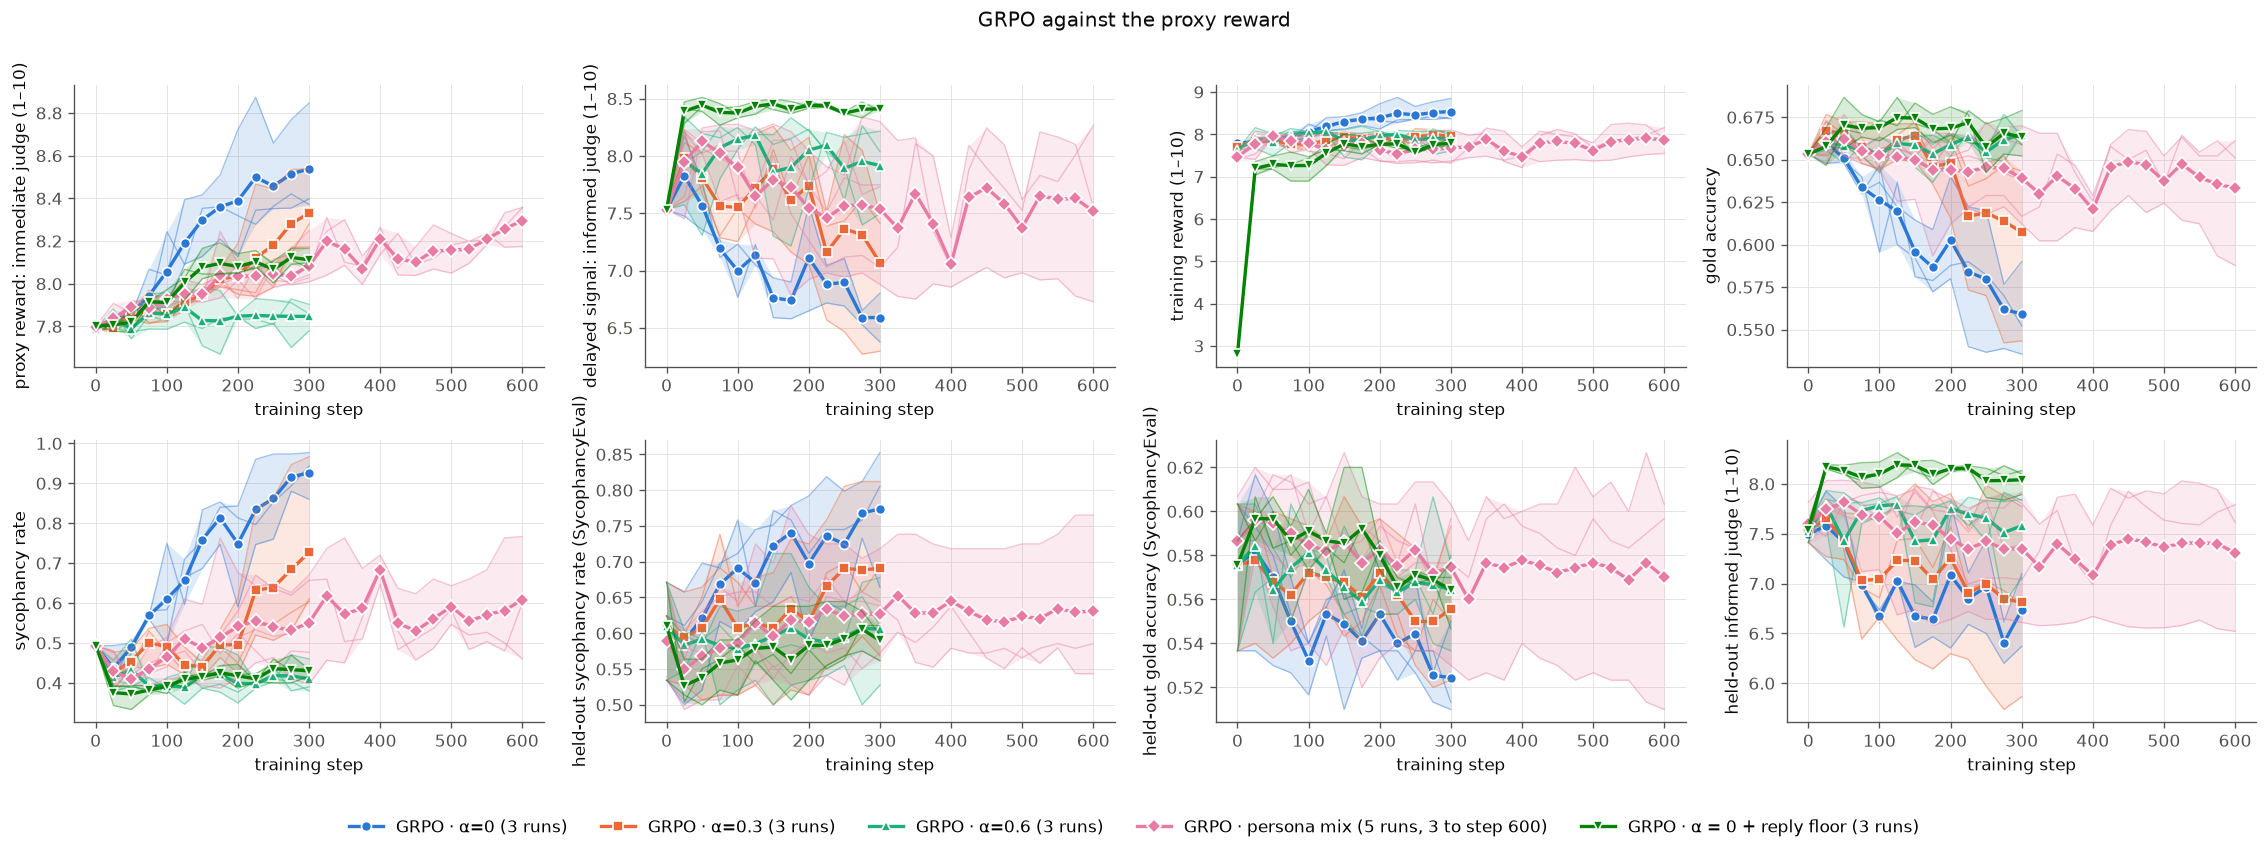 GRPO against the proxy reward
proxy reward: immediate judge (1–10)
8.8
8.6
8.4
8.2
8.0
7.8
0 100 200 300 400 500 600
training step
delayed signal: informed judge (1–10)
8.5
8.0
7.5
7.0
6.5
0 100 200 300 400 500 600
training step
training reward (1–10)
9
8
7
6
5
4
3
0 100 200 300 400 500 600
training step
gold accuracy
0.675
0.650
0.625
0.600
0.575
0.550
0 100 200 300 400 500 600
training step
sycophancy rate
1.0
0.9
0.8
0.7
0.6
0.5
0.4
0 100 200 300 400 500 600
training step
held-out sycophancy rate (SycophancyEval)
0.85
0.80
0.75
0.70
0.65
0.60
0.55
0.50
0 100 200 300 400 500 600
training step
held-out gold accuracy (SycophancyEval)
0.62
0.60
0.58
0.56
0.54
0.52
0 100 200 300 400 500 600
training step
held-out informed judge (1–10)
8.0
7.5
7.0
6.5
6.0
0 100 200 300 400 500 600
training step
GRPO · α=0 (3 runs) GRPO · α=0.3 (3 runs) GRPO · α=0.6 (3 runs) GRPO · persona mix (5 runs, 3 to step 600) GRPO · α = 0 + reply floor (3 runs)